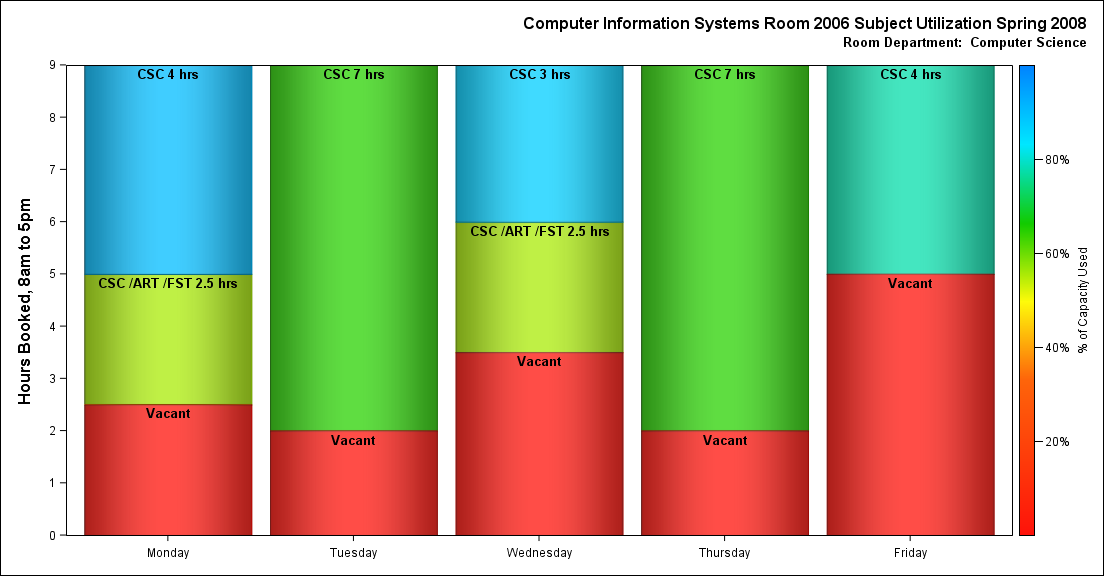 Computer Information Systems Room 2006 Subject Utilization Spring 2008
Room Department:  Computer Science
Hours Booked, 8am to 5pm
9
8
7
6
5
4
3
2
1
0
CSC 4 hrs
CSC /ART /FST 2.5 hrs
Vacant
CSC 7 hrs
Vacant
CSC 3 hrs
CSC /ART /FST 2.5 hrs
Vacant
CSC 7 hrs
Vacant
CSC 4 hrs
Vacant
Monday
Tuesday
Wednesday
Thursday
Friday
80%
60%
40%
20%
% of Capacity Used